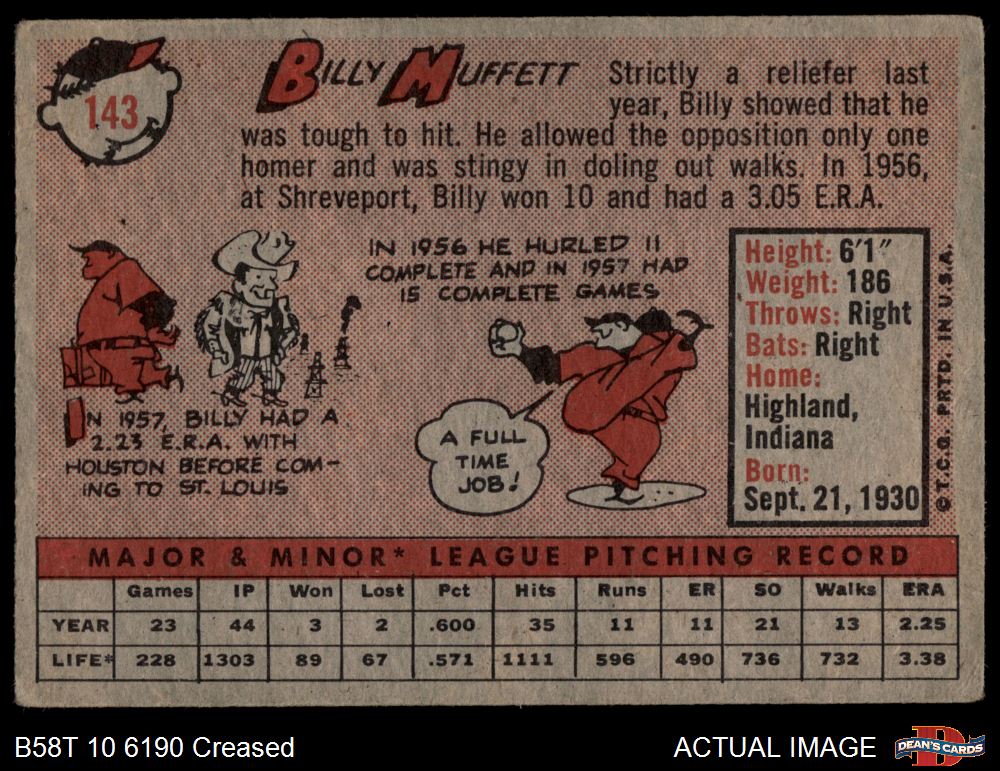 143
BILLY MUFFETT
Strictly a reliefer last
year, Billy showed that he
was tough to hit. He allowed the opposition only one
homer and was stingy in doling out walks. In 1956,
at Shreveport, Billy won 10 and had a 3.05 E.R.A.
IN 1957, BILLY HAD A
2.23 E.R.A. WITH
HOUSTON BEFORE COM-
ING TO ST. LOUIS
IN 1956 HE HURLED 11
COMPLETE AND IN 1957 HAD
15 COMPLETE GAMES
A FULL
TIME
JOB!
Height: 6'1"
Weight: 186
Throws: Right
Bats: Right
Home:
Highland,
Indiana
Born:
Sept. 21, 1930
© T.C.G. PRTD. IN U.S.A.
MAJOR & MINOR* LEAGUE PITCHING RECORD
Games IP Won Lost Pct Hits Runs ER SO Walks ERA
YEAR 23 44 3 2 .600 35 11 11 21 13 2.25
LIFE* 228 1303 89 67 .571 1111 596 490 736 732 3.38
B58T 10 6190 Creased
ACTUAL IMAGE
D
DEAN'S CARDS